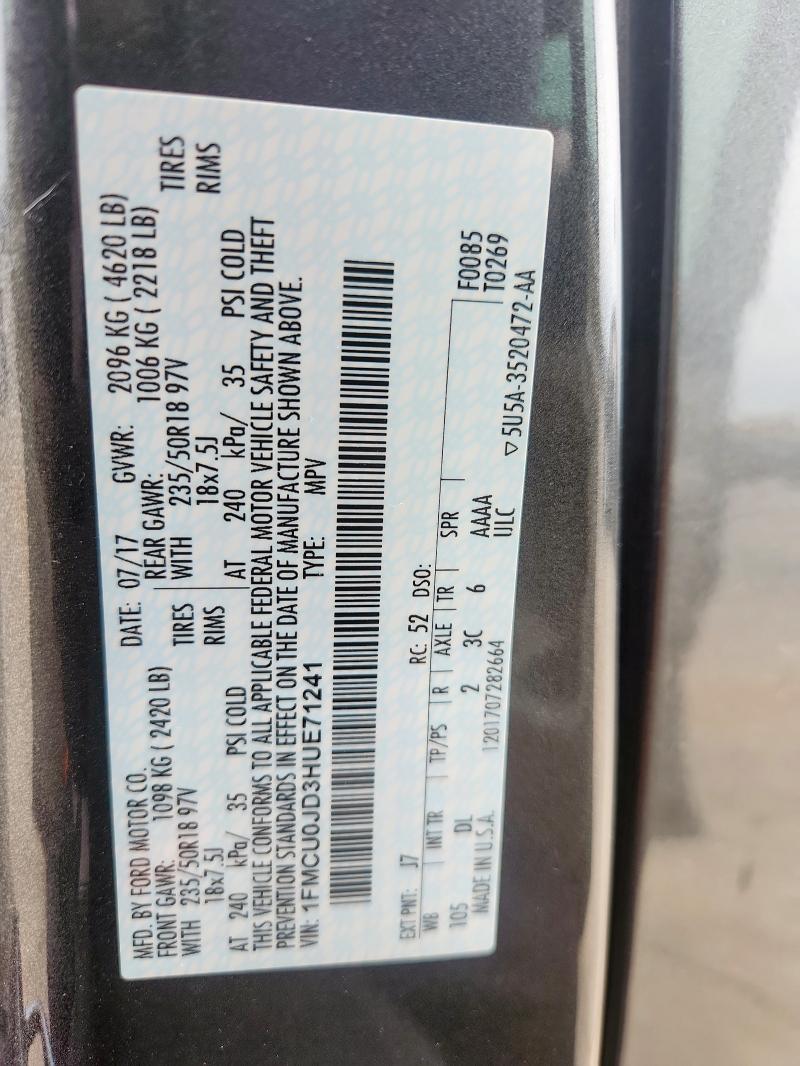 MFD. BY FORD MOTOR CO.
DATE: 07/17 GVWR: 2096 KG ( 4620 LB)
FRONT GAWR: 1098 KG ( 2420 LB)
REAR GAWR: 1006 KG ( 2218 LB)
WITH 235/50R18 97V TIRES
WITH 235/50R18 97V TIRES
18x7.5J RIMS
18x7.5J RIMS
AT 240 kPa/ 35 PSI COLD
AT 240 kPa/ 35 PSI COLD
THIS VEHICLE CONFORMS TO ALL APPLICABLE FEDERAL MOTOR VEHICLE SAFETY AND THEFT
PREVENTION STANDARDS IN EFFECT ON THE DATE OF MANUFACTURE SHOWN ABOVE.
VIN: 1FMCU0JD3HUE71241 TYPE: MPV
EXT PNT: J7 RC: 52 DSO:
WB INT TR TP/PS R AXLE TR SPR F0085
T0269
105 DL 2 3C 6 AAAA
ULC
MADE IN U.S.A. 1201707282664 ▽5U5A-3520472-AA